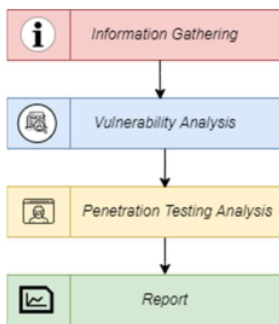 Information Gathering
Vulnerability Analysis
Penetration Testing Analysis
Report